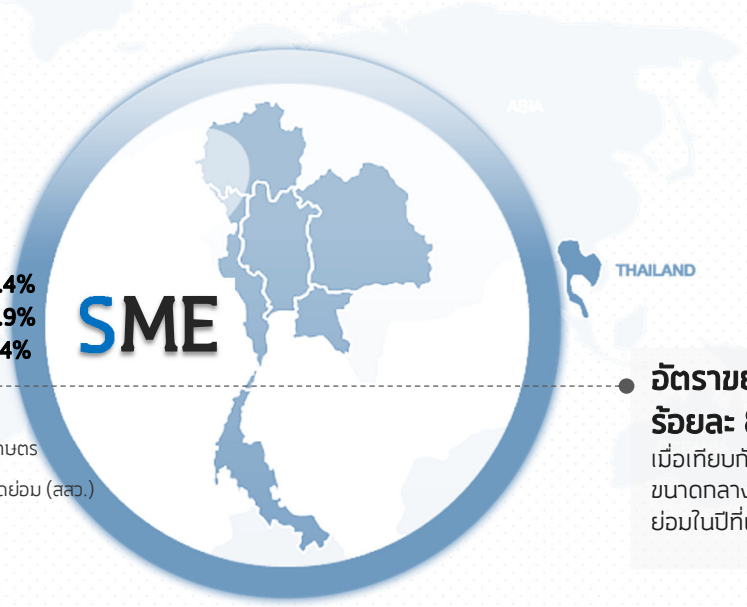 ASIA
THAILAND
.4%
.9%
4%
SME
อัตราขย
ร้อยละ 8
เมื่อเทียบกั
ขนาดกลาง
ย่อมในปีที่
ษตร
ดย่อม (สสว.)